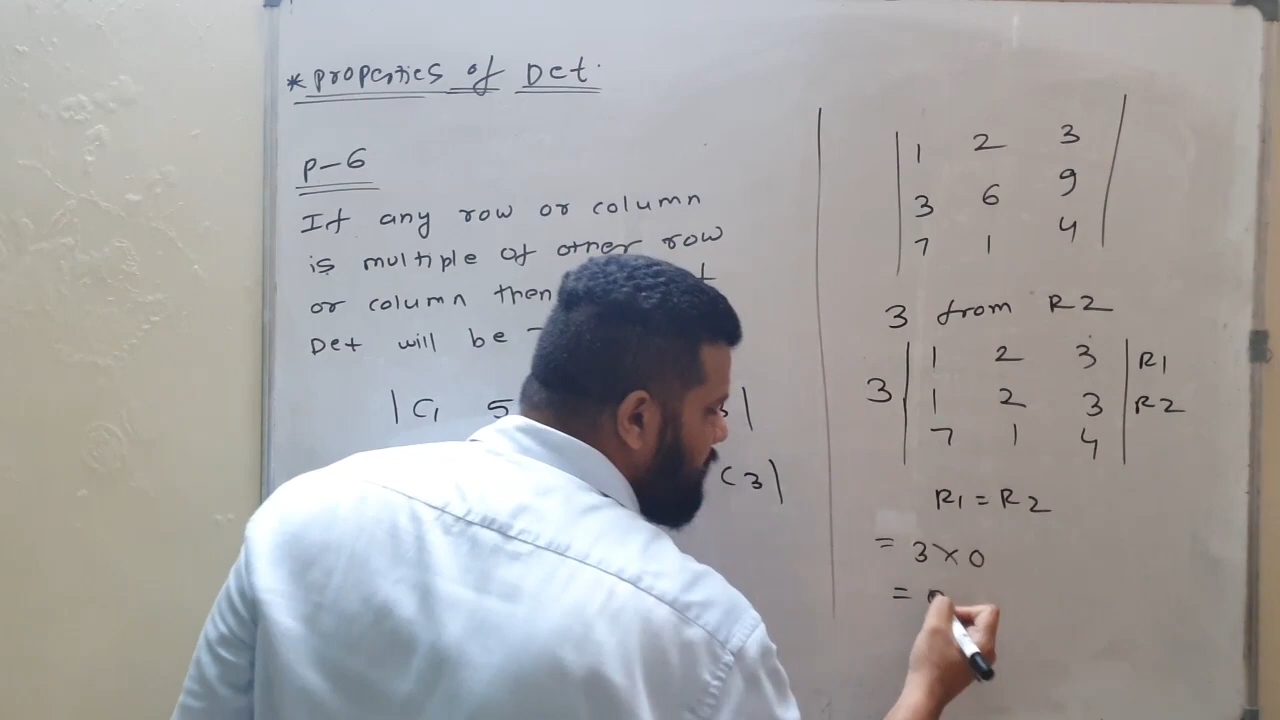 * Properties of Det.
P-6
If any row or column
is multiple of other row
or column then
Det will be
| C1 5
3 |
C3 |
| 1 2 3 |
| 3 6 9 |
| 7 1 4 |
3 from R2
3 | 1 2 3 | R1
| 1 2 3 | R2
| 7 1 4 |
R1 = R2
= 3 × 0
= 0